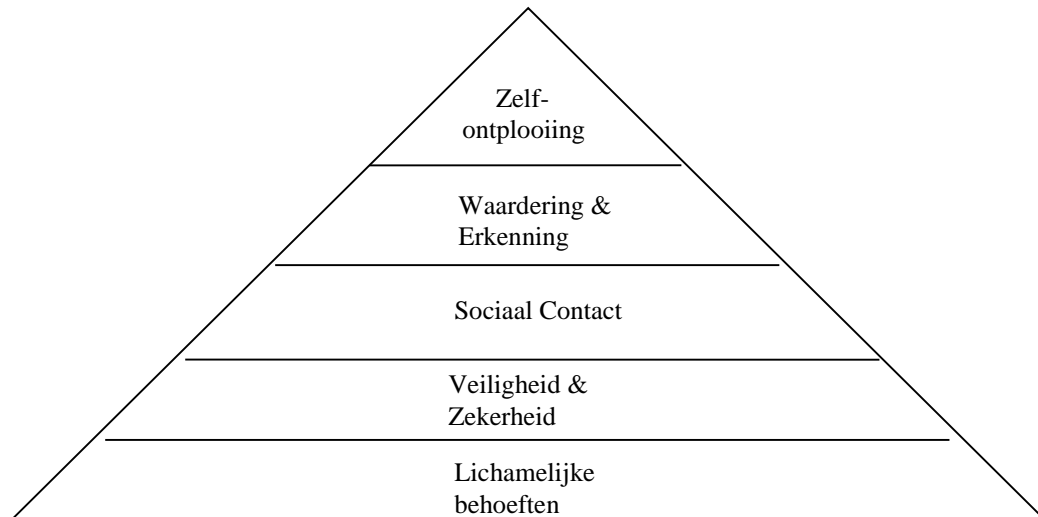 Zelf-
ontplooiing
Waardering &
Erkenning
Sociaal Contact
Veiligheid &
Zekerheid
Lichamelijke
behoeften